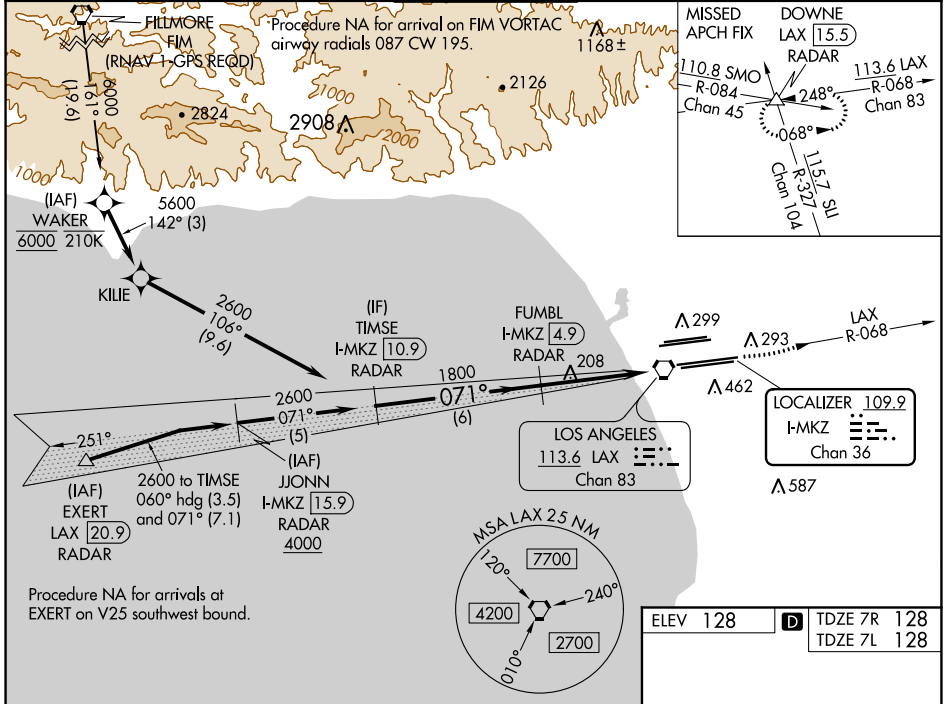 FILLMORE
FIM
(RNAV 1-GPS REQD)
6000
161°
(19.6)
Procedure NA for arrival on FIM VORTAC
airway radials 087 CW 195.
1168±
2126
1000
2824
2908
2000
1000
MISSED
APCH FIX
DOWNE
LAX 15.5
RADAR
110.8 SMO
R-084
Chan 45
113.6 LAX
R-068
Chan 83
248°
068°
115.7 SLI
R-327
Chan 104
(IAF)
WAKER
6000 210K
5600
142° (3)
KILIE
2600
106°
(9.6)
(IF)
TIMSE
I-MKZ 10.9
RADAR
FUMBL
I-MKZ 4.9
RADAR
208
299
293
462
587
LAX
R-068
2600
071°
(5)
1800
071°
(6)
251°
(IAF)
EXERT
LAX 20.9
RADAR
2600 to TIMSE
060° hdg (3.5)
and 071° (7.1)
(IAF)
JJONN
I-MKZ 15.9
RADAR
4000
LOS ANGELES
113.6 LAX
Chan 83
LOCALIZER 109.9
I-MKZ
Chan 36
Procedure NA for arrivals at
EXERT on V25 southwest bound.
MSA LAX 25 NM
120°
7700
240°
4200
2700
010°
ELEV 128
D
TDZE 7R 128
TDZE 7L 128